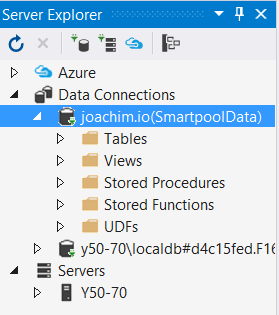 Server Explorer
Azure
Data Connections
joachim.io(SmartpoolData)
Tables
Views
Stored Procedures
Stored Functions
UDFs
y50-70\localdb#d4c15fed.F16
Servers
Y50-70